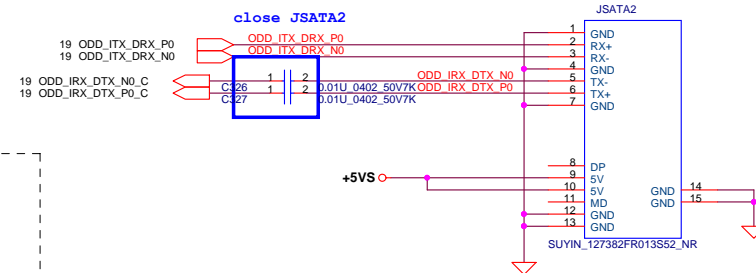 close JSATA2
JSATA2
19 ODD_ITX_DRX_P0
19 ODD_ITX_DRX_N0
ODD_ITX_DRX_P0
ODD_ITX_DRX_N0
19 ODD_IRX_DTX_N0_C
19 ODD_IRX_DTX_P0_C
C326 1 2 0.01U_0402_50V7K ODD_IRX_DTX_N0
C327 1 2 0.01U_0402_50V7K ODD_IRX_DTX_P0
1 GND
2 RX+
3 RX-
4 GND
5 TX-
6 TX+
7 GND
8 DP
+5VS 9 5V
10 5V
11 MD
12 GND
13 GND
GND 14
GND 15
SUYIN_127382FR013S52_NR